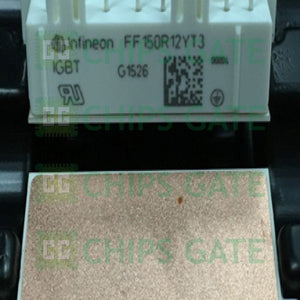 infineon FF150R12YT3
IGBT G1526
CHIPS GATE
CHIPS GATE